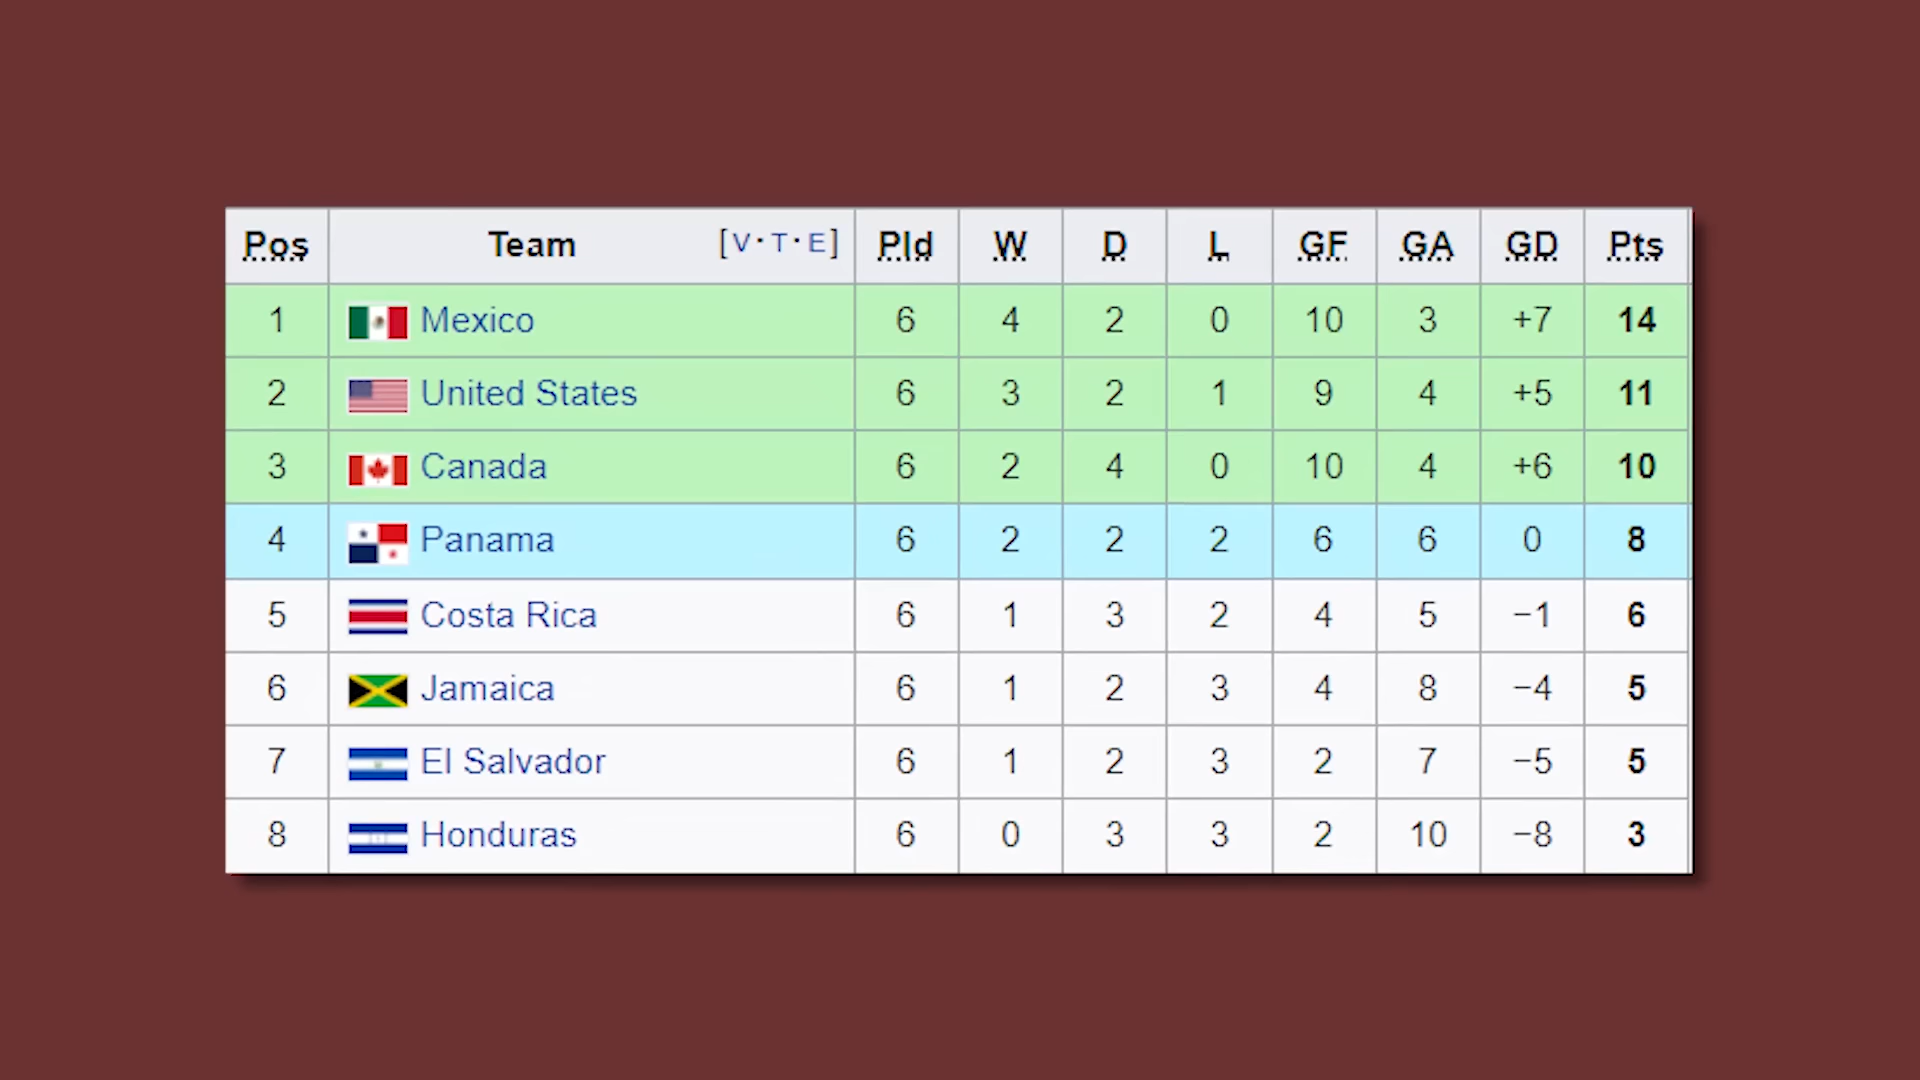 Pos Team [V·T·E] Pld W D L GF GA GD Pts
1 Mexico 6 4 2 0 10 3 +7 14
2 United States 6 3 2 1 9 4 +5 11
3 Canada 6 2 4 0 10 4 +6 10
4 Panama 6 2 2 2 6 6 0 8
5 Costa Rica 6 1 3 2 4 5 −1 6
6 Jamaica 6 1 2 3 4 8 −4 5
7 El Salvador 6 1 2 3 2 7 −5 5
8 Honduras 6 0 3 3 2 10 −8 3